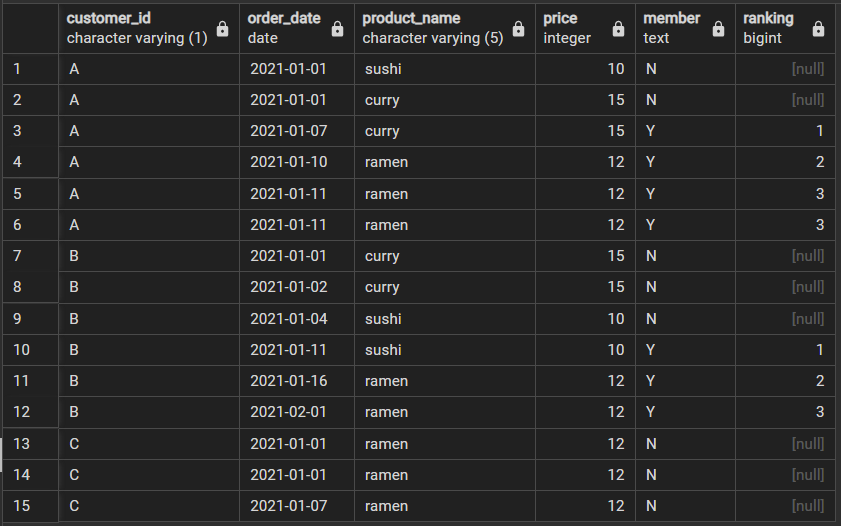 customer_id order_date product_name price member ranking
character varying (1) date character varying (5) integer text bigint
1 A 2021-01-01 sushi 10 N [null]
2 A 2021-01-01 curry 15 N [null]
3 A 2021-01-07 curry 15 Y 1
4 A 2021-01-10 ramen 12 Y 2
5 A 2021-01-11 ramen 12 Y 3
6 A 2021-01-11 ramen 12 Y 3
7 B 2021-01-01 curry 15 N [null]
8 B 2021-01-02 curry 15 N [null]
9 B 2021-01-04 sushi 10 N [null]
10 B 2021-01-11 sushi 10 Y 1
11 B 2021-01-16 ramen 12 Y 2
12 B 2021-02-01 ramen 12 Y 3
13 C 2021-01-01 ramen 12 N [null]
14 C 2021-01-01 ramen 12 N [null]
15 C 2021-01-07 ramen 12 N [null]